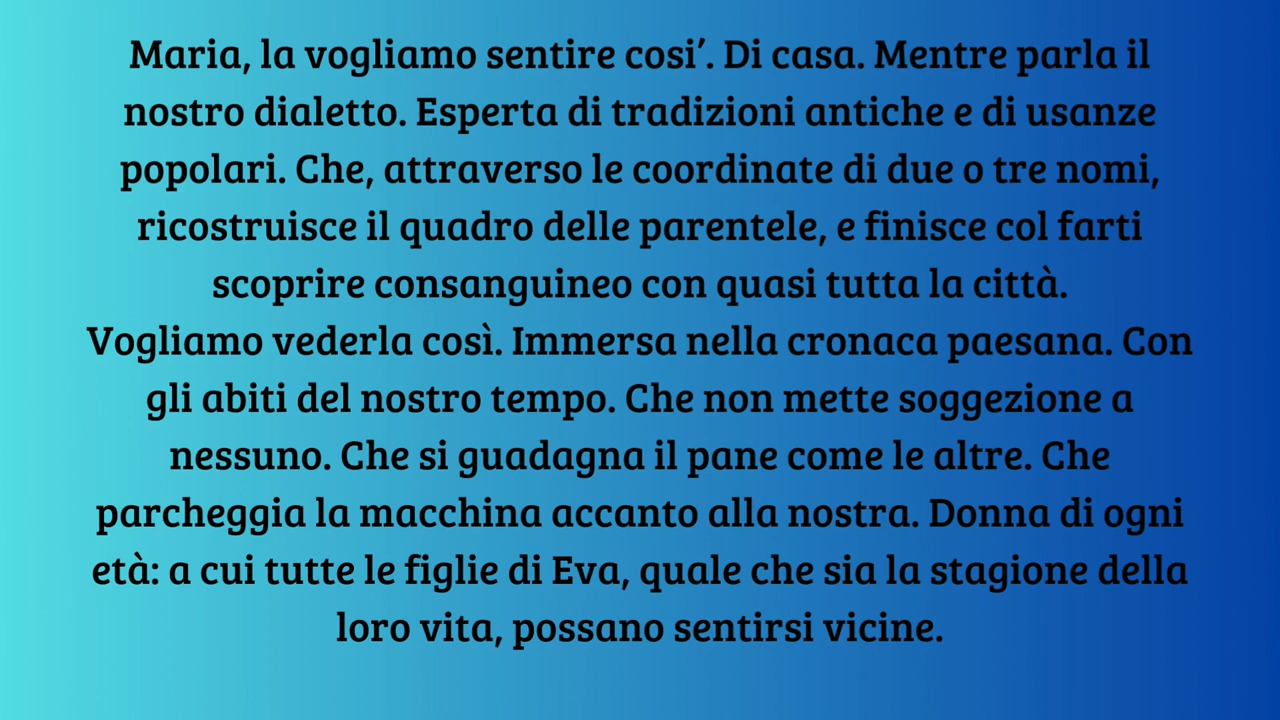 Maria, la vogliamo sentire cosi'. Di casa. Mentre parla il
nostro dialetto. Esperta di tradizioni antiche e di usanze
popolari. Che, attraverso le coordinate di due o tre nomi,
ricostruisce il quadro delle parentele, e finisce col farti
scoprire consanguineo con quasi tutta la città.
Vogliamo vederla così. Immersa nella cronaca paesana. Con
gli abiti del nostro tempo. Che non mette soggezione a
nessuno. Che si guadagna il pane come le altre. Che
parcheggia la macchina accanto alla nostra. Donna di ogni
età: a cui tutte le figlie di Eva, quale che sia la stagione della
loro vita, possano sentirsi vicine.